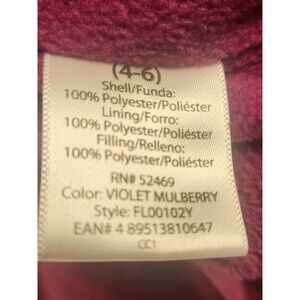 (4-6)
Shell/Funda:
100% Polyester/Poliéster
Lining/Forro:
100% Polyester/Poliéster
Filling/Relleno:
100% Polyester/Poliéster
RN# 52469
Color: VIOLET MULBERRY
Style: FL00102Y
EAN# 4 89513810647
CC1